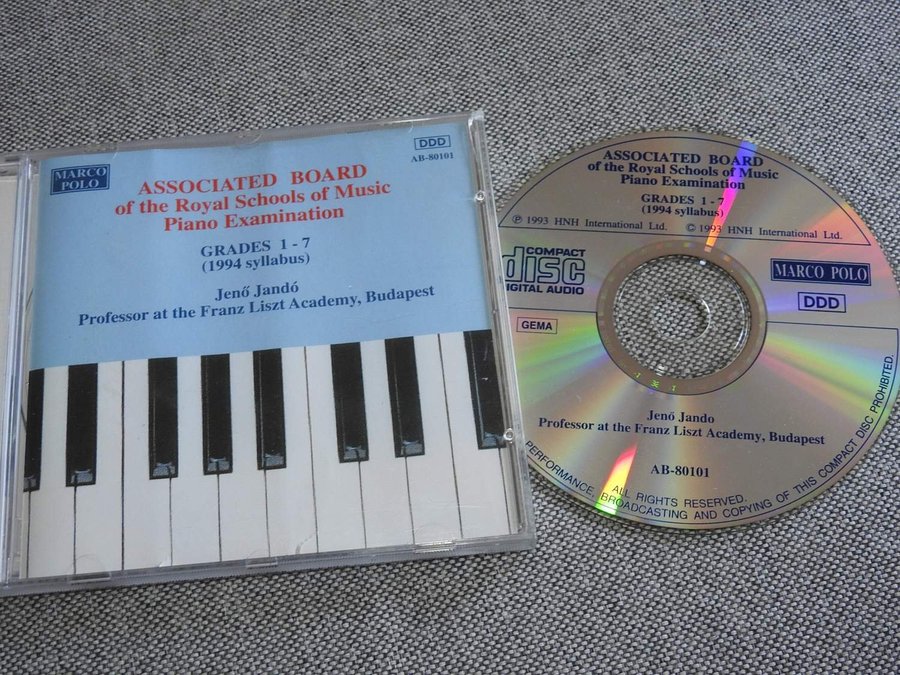 MARCO
POLO
DDD
AB-80101
ASSOCIATED BOARD
of the Royal Schools of Music
Piano Examination
GRADES 1 - 7
(1994 syllabus)
Jenő Jandó
Professor at the Franz Liszt Academy, Budapest
ASSOCIATED BOARD
of the Royal Schools of Music
Piano Examination
GRADES 1 - 7
(1994 syllabus)
℗ 1993 HNH International Ltd. © 1993 HNH International Ltd.
COMPACT
disc
DIGITAL AUDIO
MARCO POLO
DDD
GEMA
Jenő Jando
Professor at the Franz Liszt Academy, Budapest
AB-80101
ALL RIGHTS RESERVED.
PERFORMANCE, BROADCASTING AND COPYING OF THIS COMPACT DISC PROHIBITED.